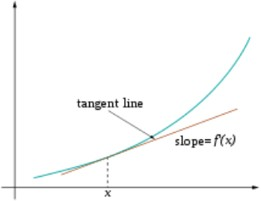 tangent line
slope=f'(x)
x